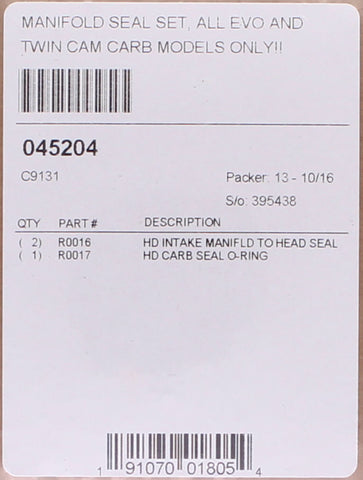 MANIFOLD SEAL SET, ALL EVO AND
TWIN CAM CARB MODELS ONLY!!
045204
C9131 Packer: 13 - 10/16
S/o: 395438
QTY PART # DESCRIPTION
( 2) R0016 HD INTAKE MANIFLD TO HEAD SEAL
( 1) R0017 HD CARB SEAL O-RING
1 91070 01805 4